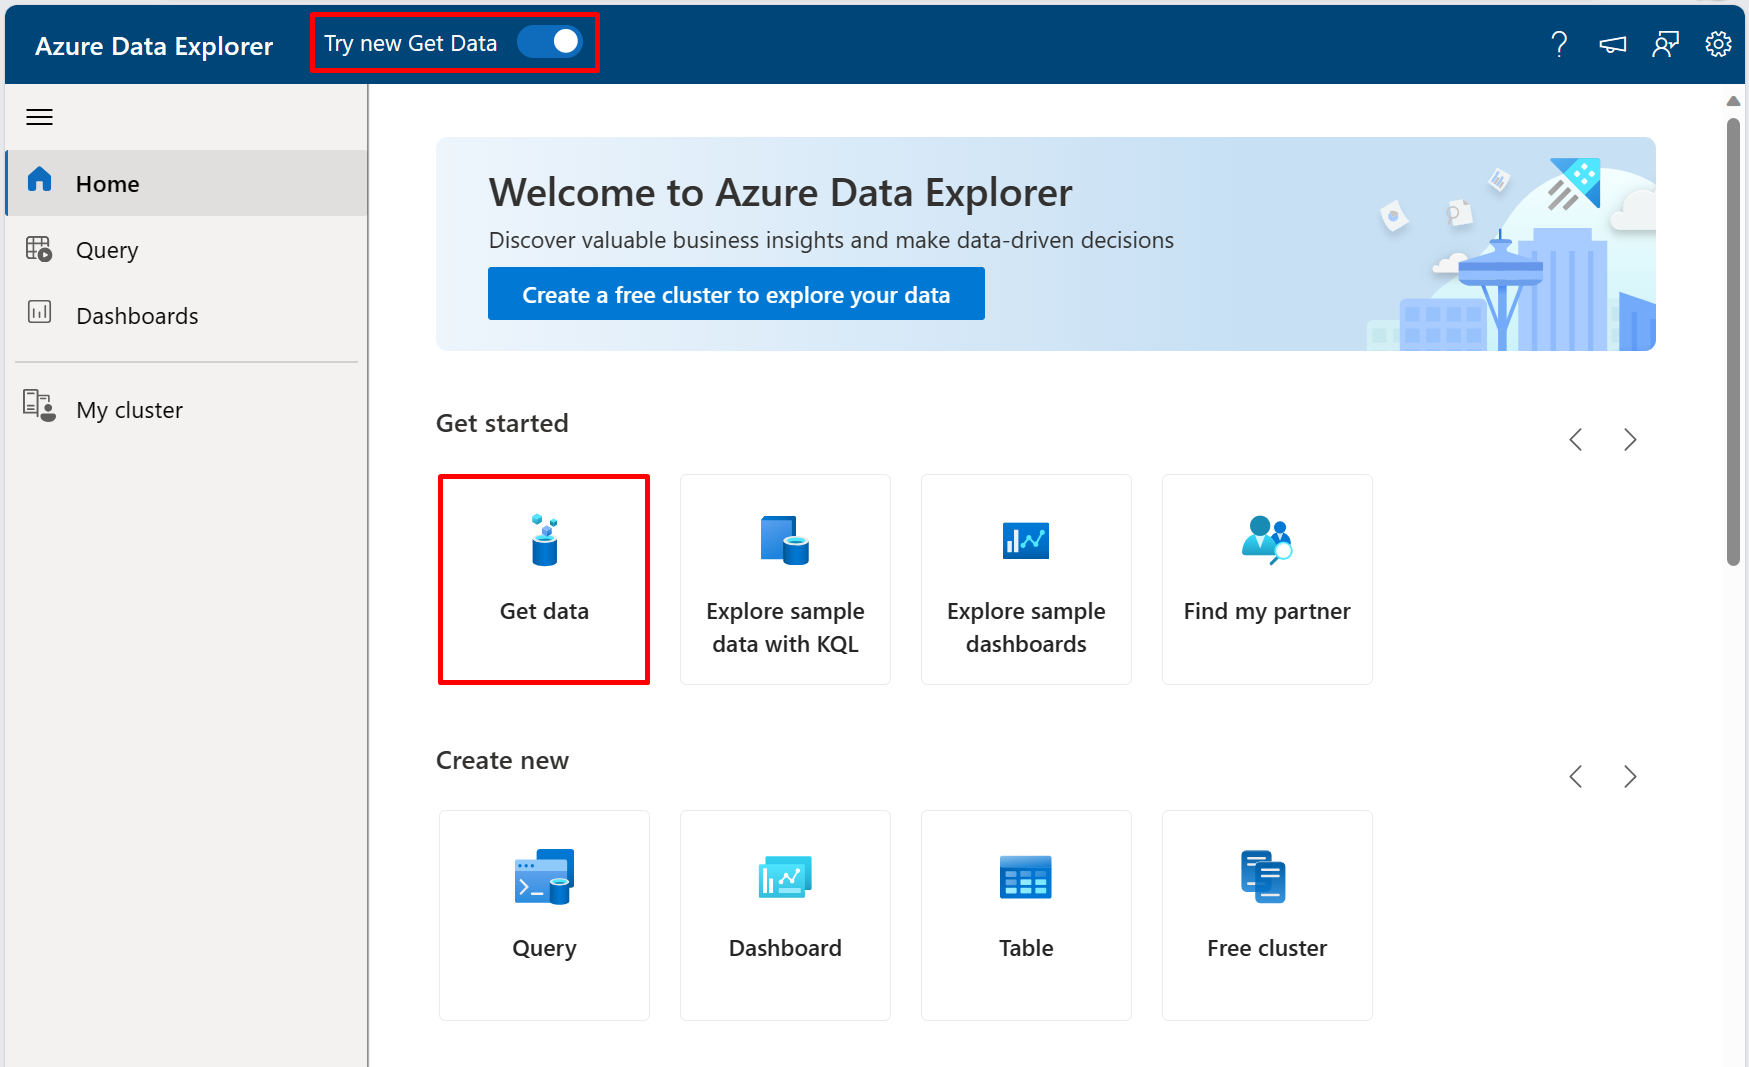 Azure Data Explorer
Try new Get Data
Home
Query
Dashboards
My cluster
Welcome to Azure Data Explorer
Discover valuable business insights and make data-driven decisions
Create a free cluster to explore your data
Get started
Get data
Explore sample
data with KQL
Explore sample
dashboards
Find my partner
Create new
Query
Dashboard
Table
Free cluster